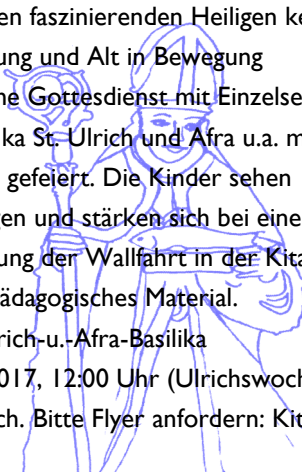 en faszinierenden Heiligen ke
ung und Alt in Bewegung
ne Gottesdienst mit Einzelse
ka St. Ulrich und Afra u.a. m
gefeiert. Die Kinder sehen
gen und stärken sich bei eine
ung der Wallfahrt in der Kita
ädagogisches Material.
rich-u.-Afra-Basilika
017, 12:00 Uhr (Ulrichswoch
ch. Bitte Flyer anfordern: Kit